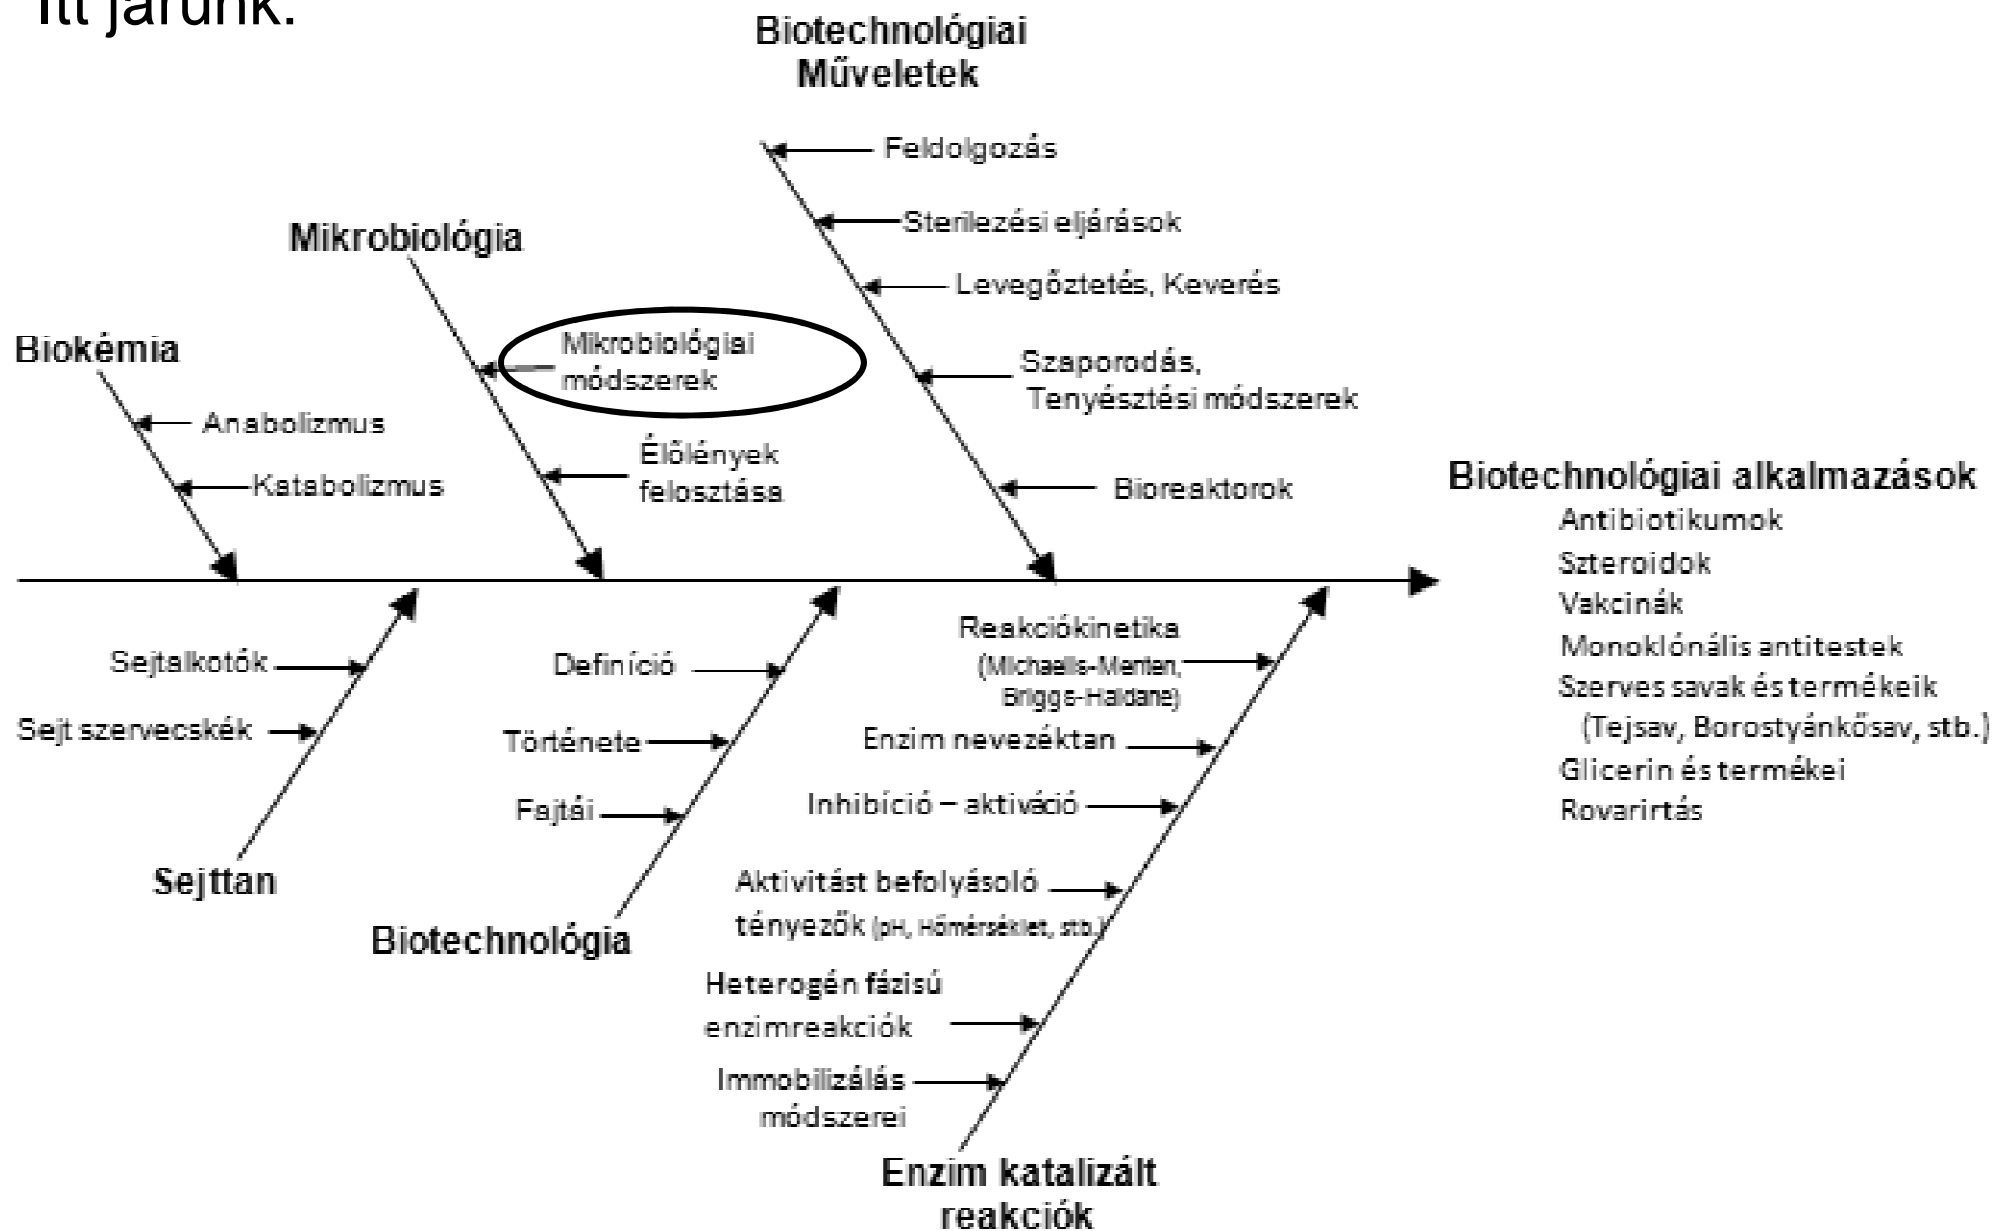 Itt járunk.
Biotechnológiai
Műveletek
Feldolgozás
Sterilezési eljárások
Levegőztetés, Keverés
Szaporodás,
Tenyésztési módszerek
Bioreaktorok
Mikrobiológia
Mikrobiológiai
módszerek
Élőlények
felosztása
Biokémia
Anabolizmus
Katabolizmus
Biotechnológiai alkalmazások
Antibiotikumok
Szteroidok
Vakcinák
Monoklónális antitestek
Szerves savak és termékeik
(Tejsav, Borostyánkősav, stb.)
Glicerin és termékei
Rovarirtás
Sejtalkotók
Sejt szervecskék
Sejttan
Definíció
Története
Fajtái
Biotechnológia
Reakciókinetika
(Michaelis-Menten,
Briggs-Haldane)
Enzim nevezéktan
Inhibíció – aktiváció
Aktivitást befolyásoló
tényezők (pH, Hőmérséklet, stb.)
Heterogén fázisú
enzimreakciók
Immobilizálás
módszerei
Enzim katalizált
reakciók